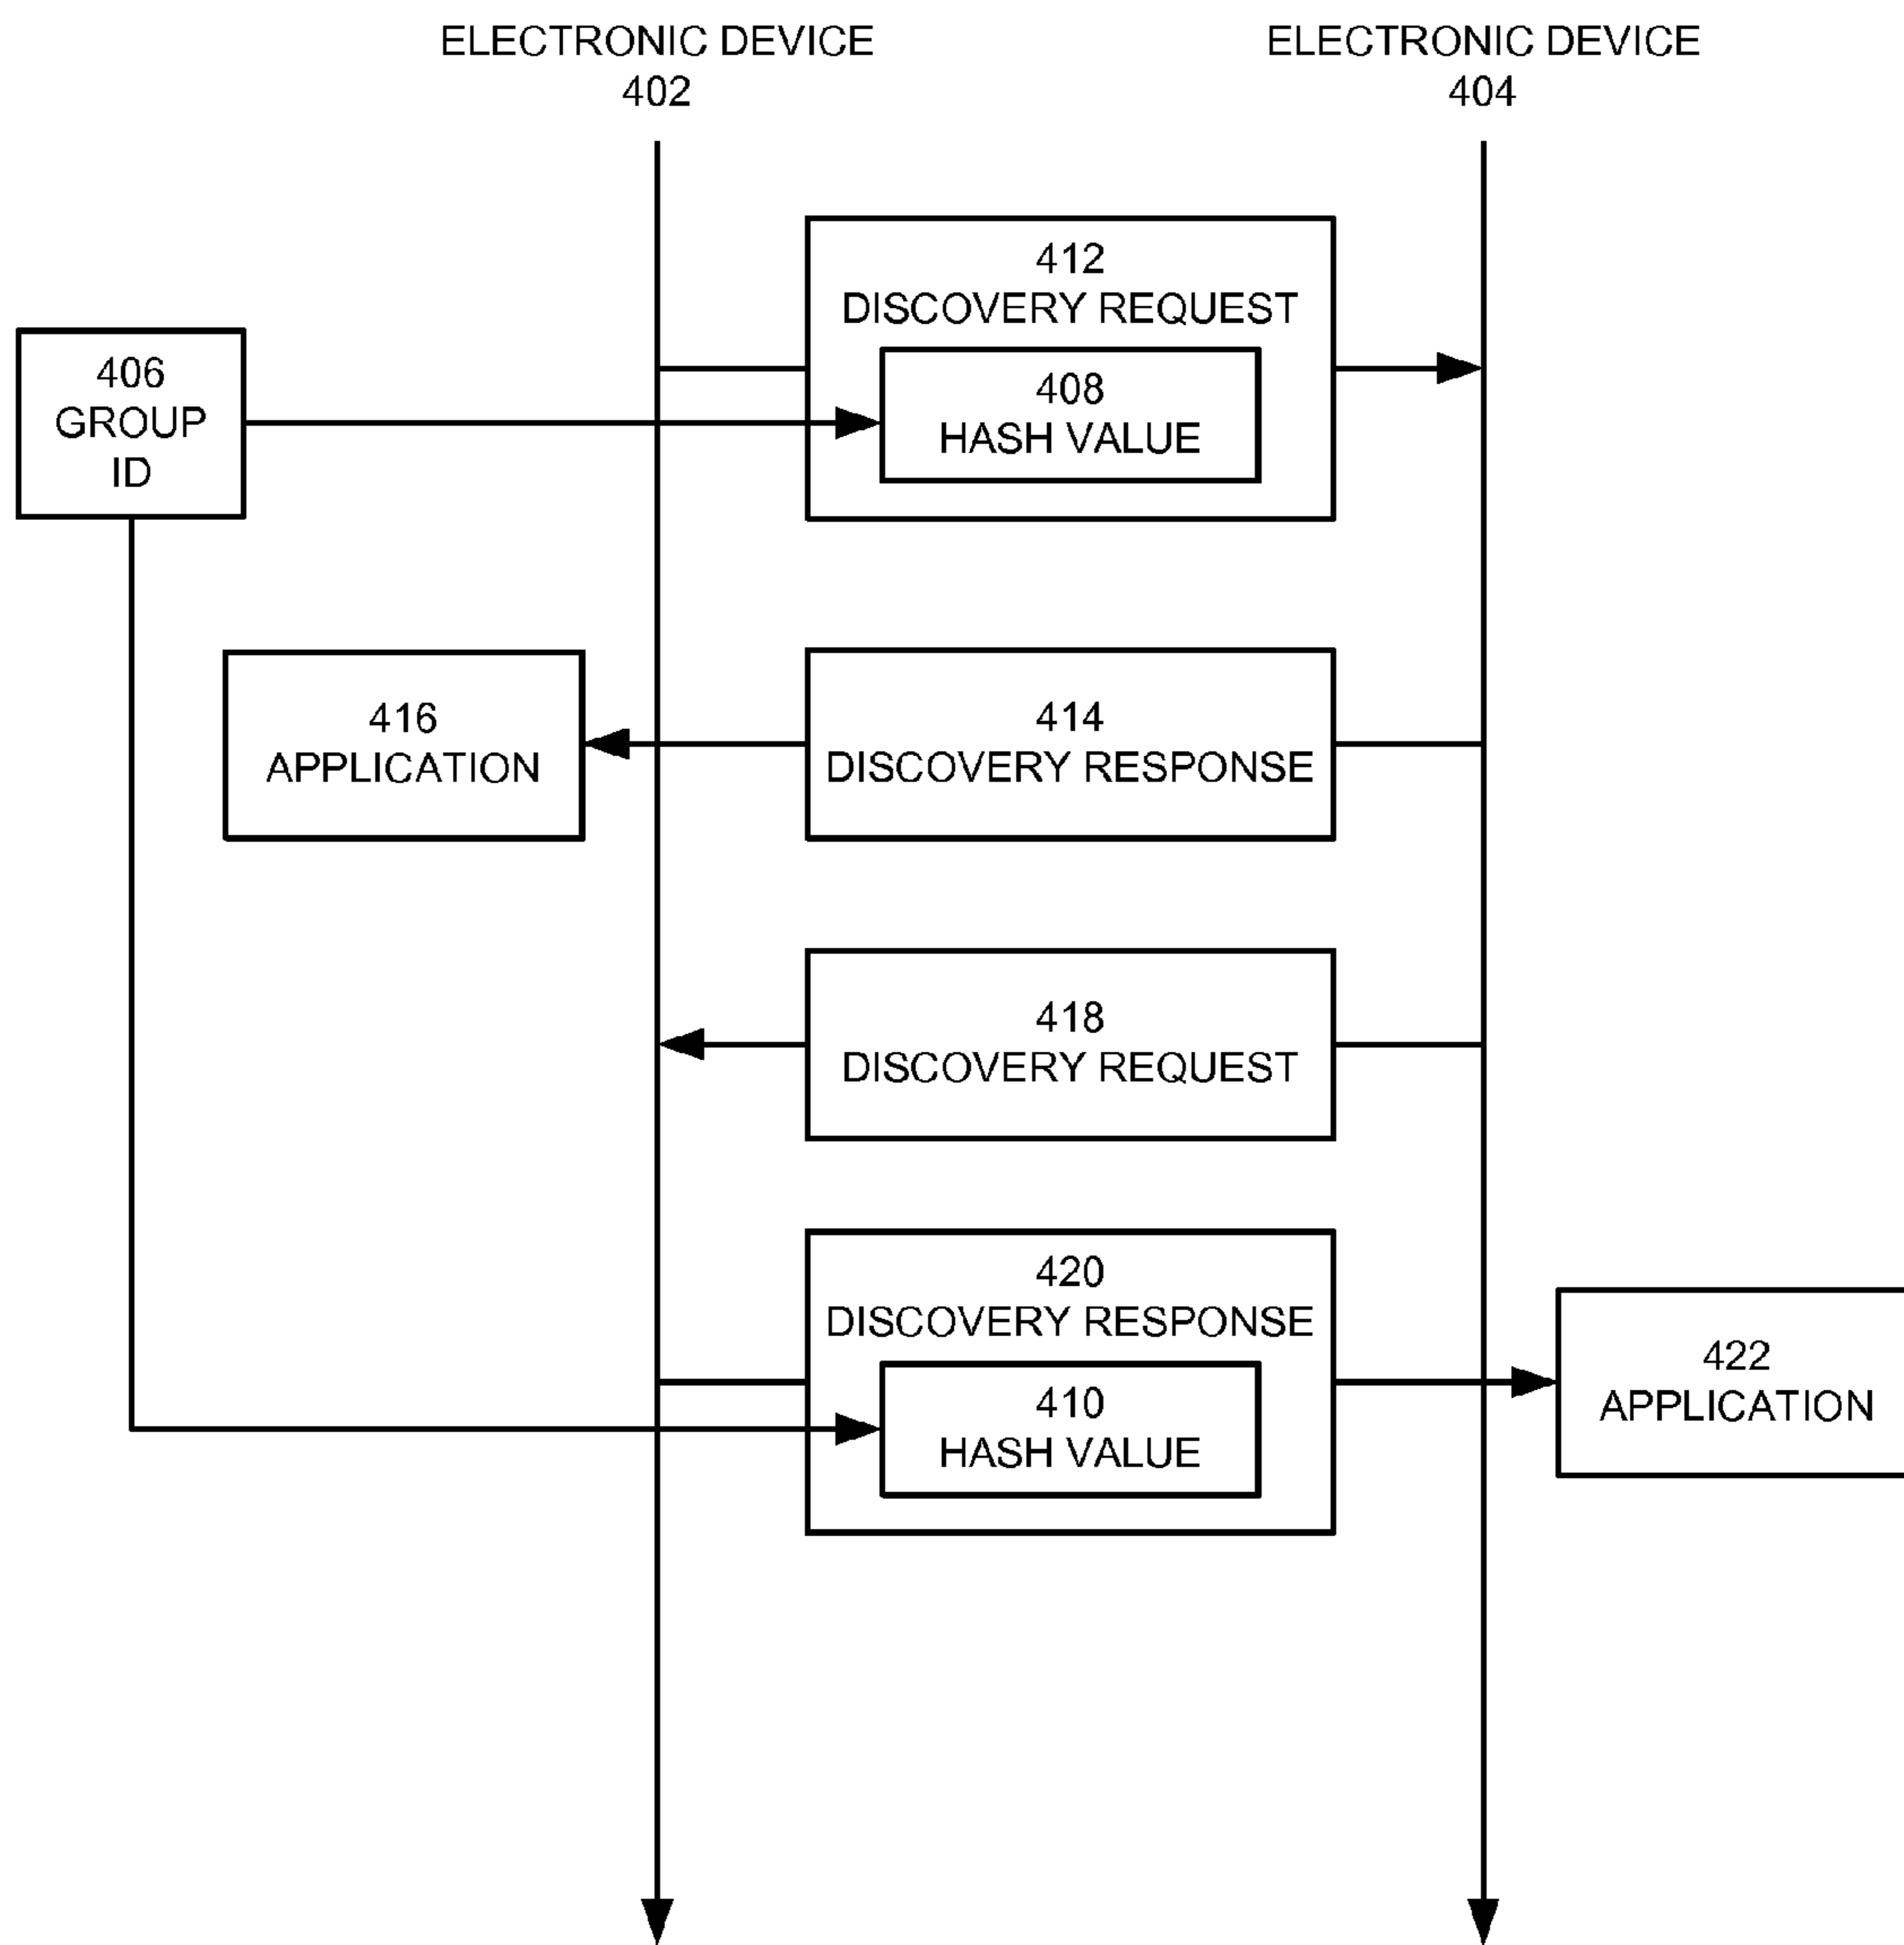 ELECTRONIC DEVICE
402
ELECTRONIC DEVICE
404
412
DISCOVERY REQUEST
408
HASH VALUE
406
GROUP
ID
416
APPLICATION
414
DISCOVERY RESPONSE
418
DISCOVERY REQUEST
420
DISCOVERY RESPONSE
410
HASH VALUE
422
APPLICATION